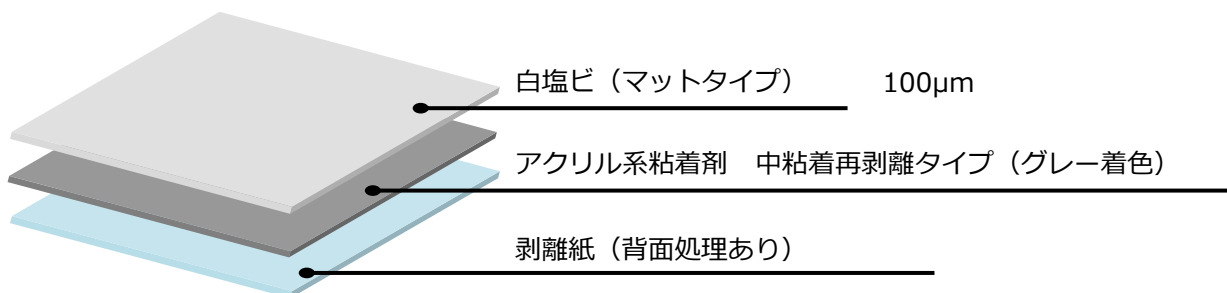 白塩ビ（マットタイプ）　100μm
アクリル系粘着剤　中粘着再剥離タイプ（グレー着色）
剥離紙（背面処理あり）